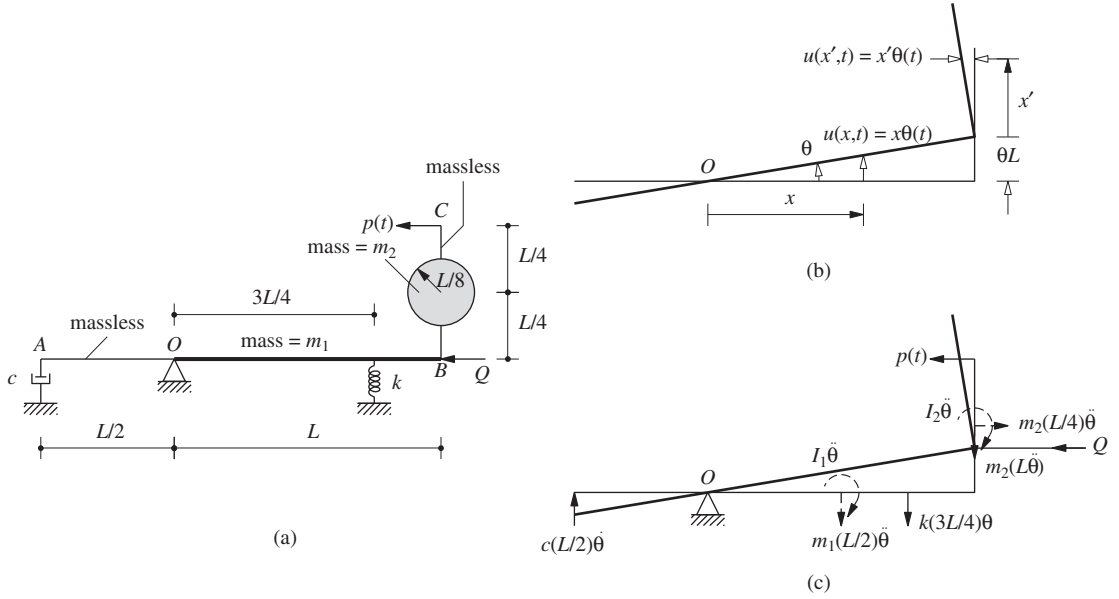 massless
C
p(t)
mass = m₂
L/8
L/4
L/4
3L/4
massless
A
O
mass = m₁
B
Q
c
k
L/2
L
(a)
u(x′,t) = x′θ(t)
x′
u(x,t) = xθ(t)
θ
O
θL
x
(b)
p(t)
I₂θ̈
m₂(L/4)θ̈
Q
I₁θ̈
m₂(Lθ̈)
O
k(3L/4)θ
c(L/2)θ̇
m₁(L/2)θ̈
(c)